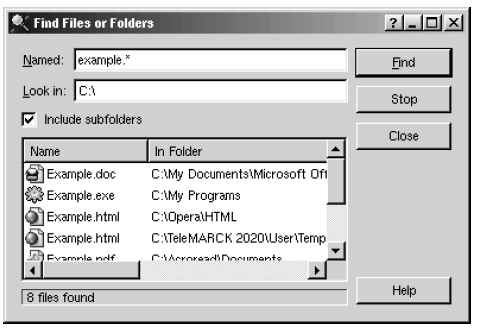 Find Files or Folders
Named: example.*
Find
Look in: C:\
Stop
Include subfolders
Close
Name In Folder
Example.doc C:\My Documents\Microsoft Off
Example.exe C:\My Programs
Example.html C:\Opera\HTML
Example.html C:\TeleMARCK 2020\User\Temp
Example.pdf C:\Acroread\Documents
8 files found
Help